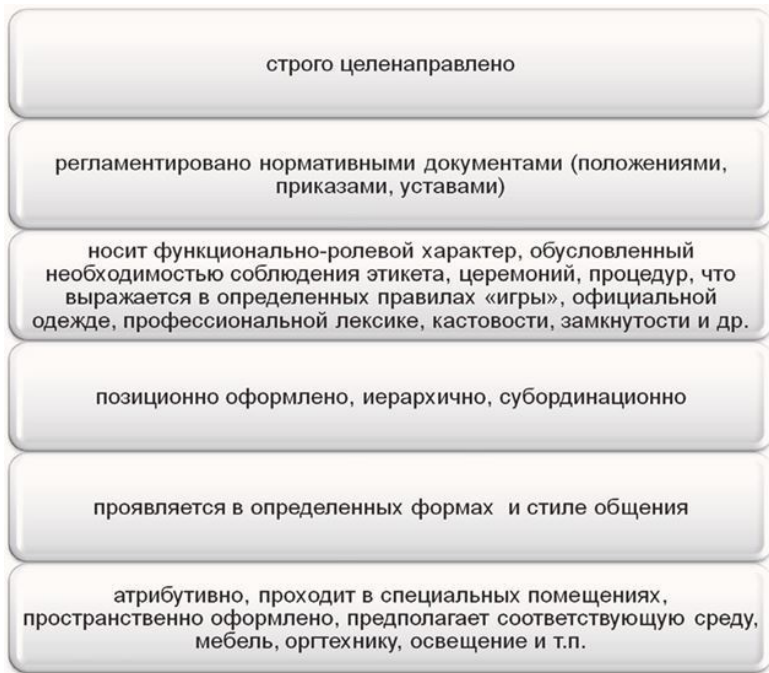 строго целенаправлено
регламентировано нормативными документами (положениями,
приказами, уставами)
носит функционально-ролевой характер, обусловленный
необходимостью соблюдения этикета, церемоний, процедур, что
выражается в определенных правилах «игры», официальной
одежде, профессиональной лексике, кастовости, замкнутости и др.
позиционно оформлено, иерархично, субординационно
проявляется в определенных формах и стиле общения
атрибутивно, проходит в специальных помещениях,
пространственно оформлено, предполагает соответствующую среду,
мебель, оргтехнику, освещение и т.п.